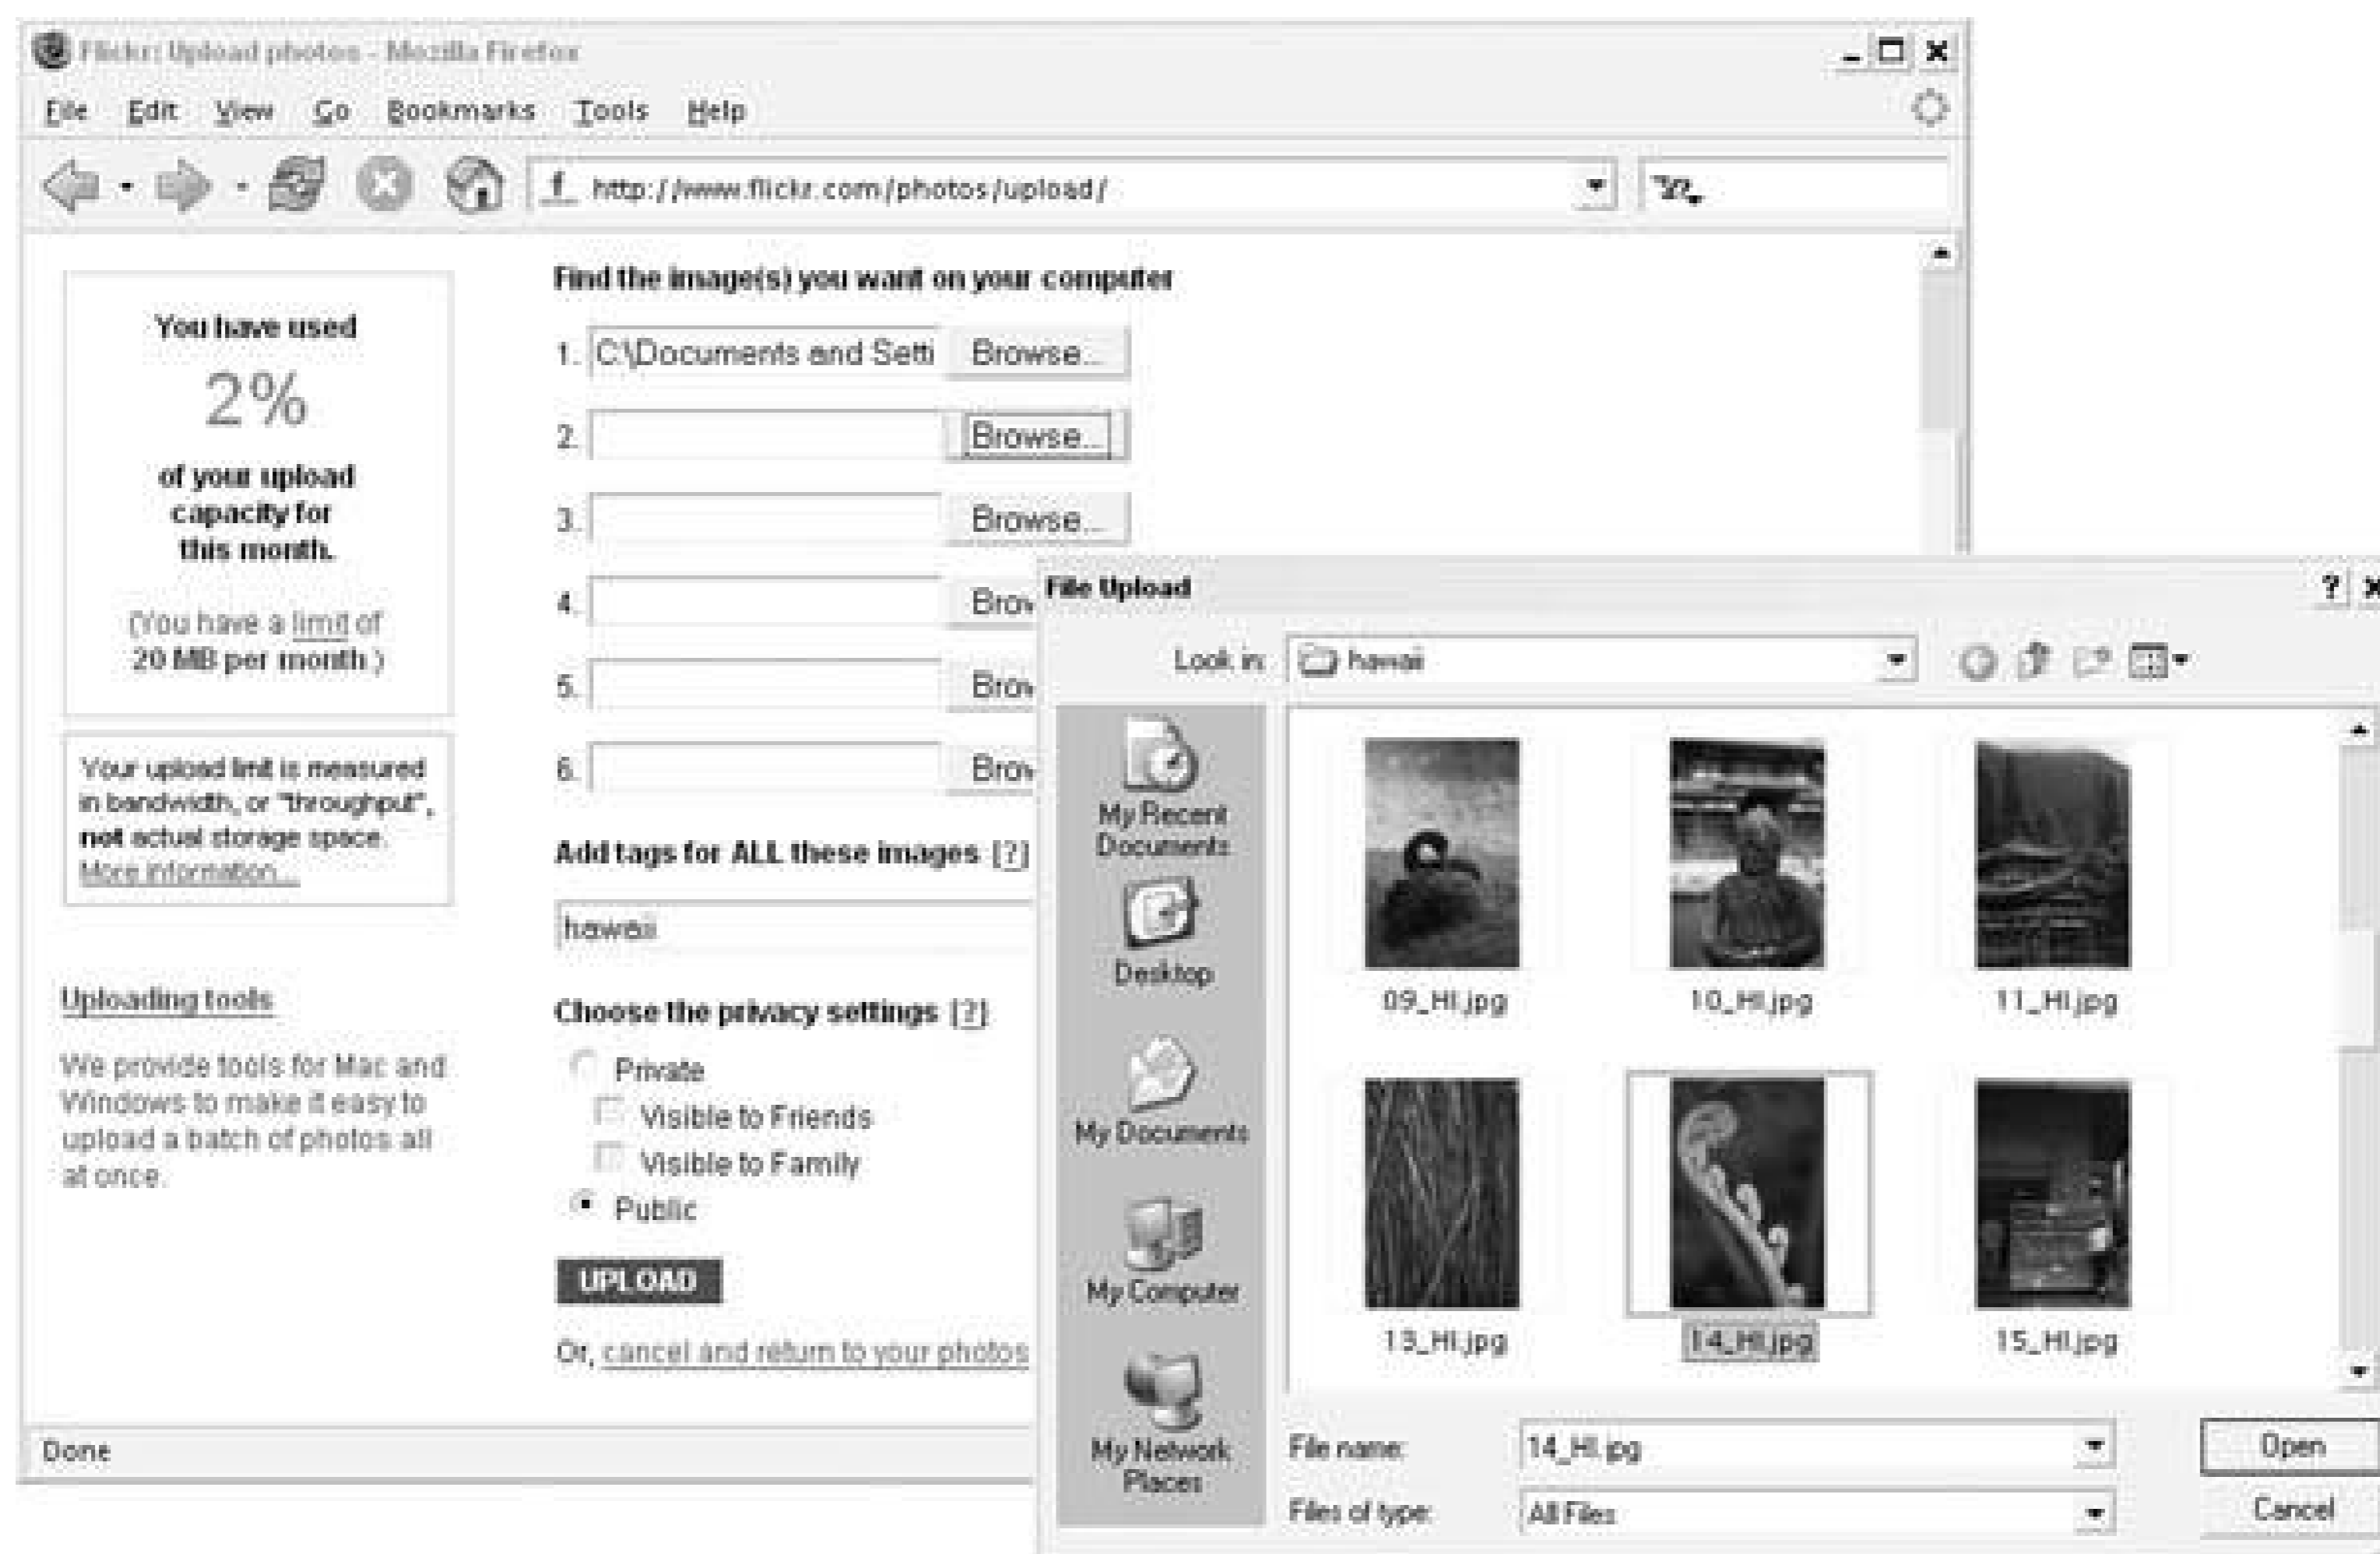 Flickr: Upload photos - Mozilla Firefox
File Edit View Go Bookmarks Tools Help
http://www.flickr.com/photos/upload/
You have used
2%
of your upload
capacity for
this month.
(You have a limit of
20 MB per month.)
Your upload limit is measured
in bandwidth, or "throughput",
not actual storage space.
More information...
Uploading tools
We provide tools for Mac and
Windows to make it easy to
upload a batch of photos all
at once.
Find the image(s) you want on your computer
1. C:\Documents and Setti Browse...
2. Browse...
3. Browse...
4. Brow
5. Brow
6. Brow
Add tags for ALL these images [?]
hawaii
Choose the privacy settings [?]
Private
Visible to Friends
Visible to Family
Public
UPLOAD
Or, cancel and return to your photos
Done
File Upload
Look in: hawaii
My Recent
Documents
Desktop
My Documents
My Computer
My Network
Places
09_HI.jpg 10_HI.jpg 11_HI.jpg
13_HI.jpg 14_HI.jpg 15_HI.jpg
File name: 14_HI.jpg Open
Files of type: All Files Cancel